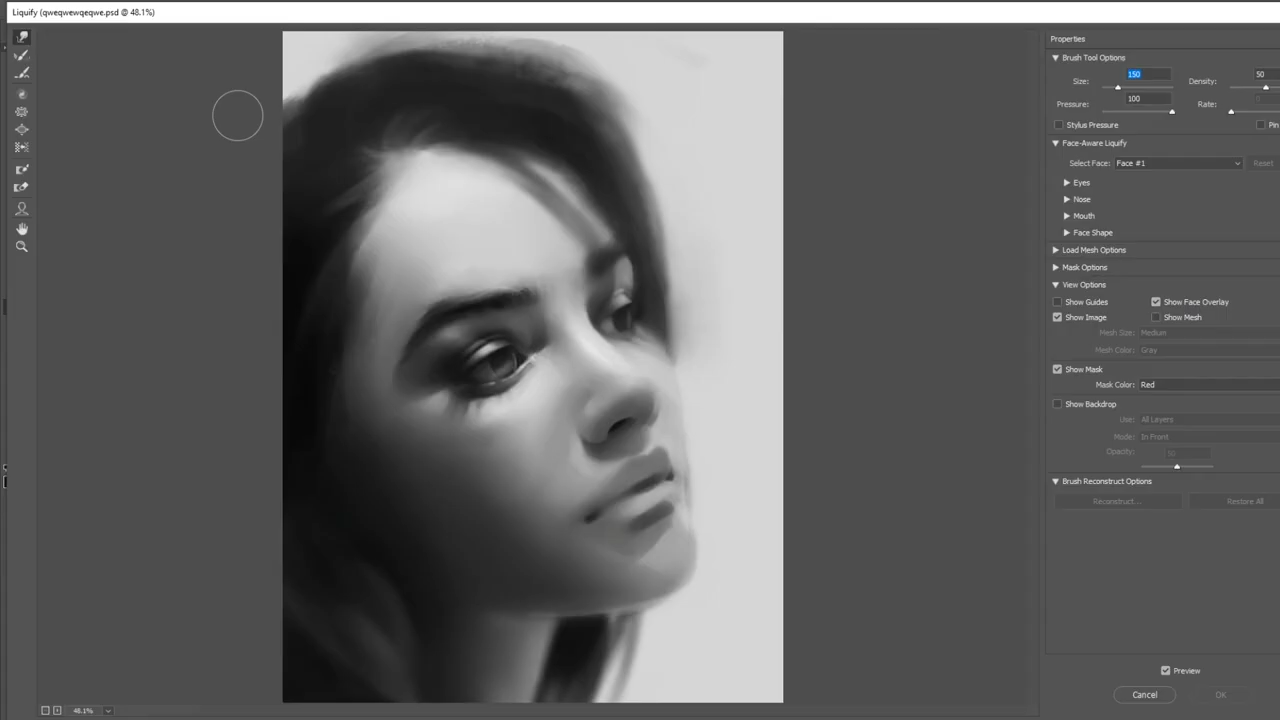 Liquify (qweqwewqeqwe.psd @ 48.1%)
Properties
Brush Tool Options
Size: 150 Density: 50
Pressure: 100 Rate: 0
Stylus Pressure Pin
Face-Aware Liquify
Select Face: Face #1 Reset
Eyes
Nose
Mouth
Face Shape
Load Mesh Options
Mask Options
View Options
Show Guides Show Face Overlay
Show Image Show Mesh
Mesh Size: Medium
Mesh Color: Gray
Show Mask
Mask Color: Red
Show Backdrop
Use: All Layers
Mode: In Front
Opacity: 50
Brush Reconstruct Options
Reconstruct... Restore All
Preview
Cancel OK
48.1%